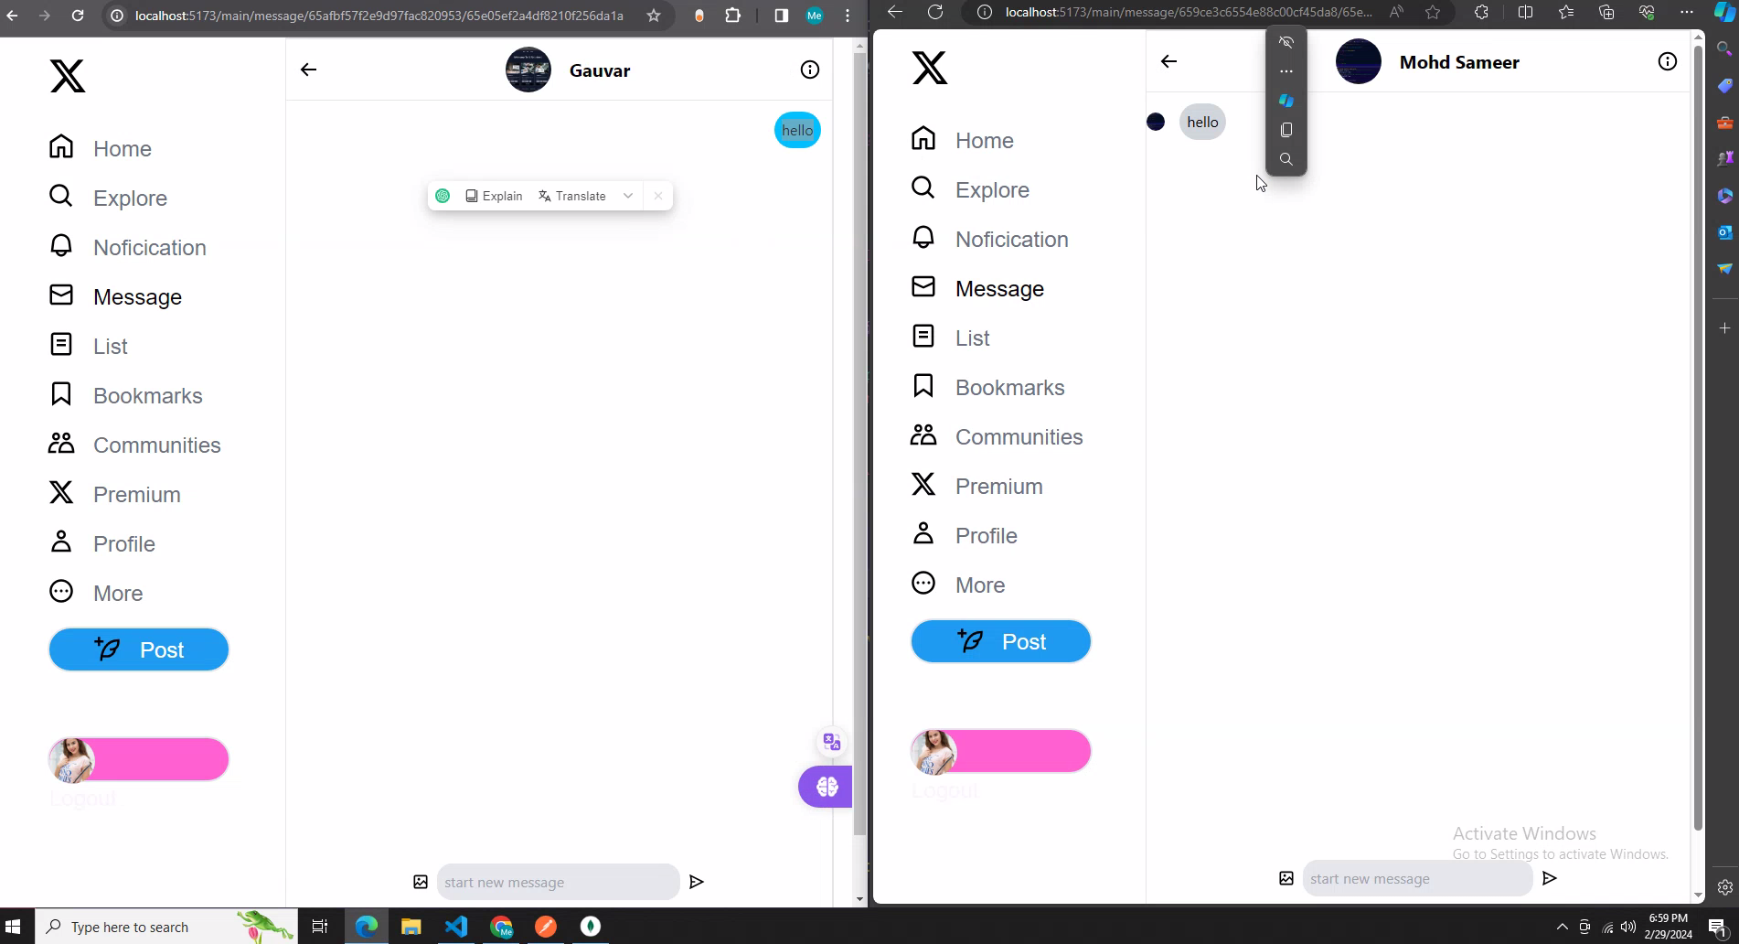 localhost:5173/main/message/65afbf57f2e9d97fac820953/65e05ef2a4df8210f256da1a
Me
Gauvar
hello
Explain
Translate
Home
Explore
Noficication
Message
List
Bookmarks
Communities
Premium
Profile
More
Post
Logout
start new message
localhost:5173/main/message/659ce3c6554e88c00cf45da8/65e...
Mohd Sameer
hello
Home
Explore
Noficication
Message
List
Bookmarks
Communities
Premium
Profile
More
Post
Logout
start new message
Activate Windows
Go to Settings to activate Windows.
Type here to search
6:59 PM
2/29/2024
1